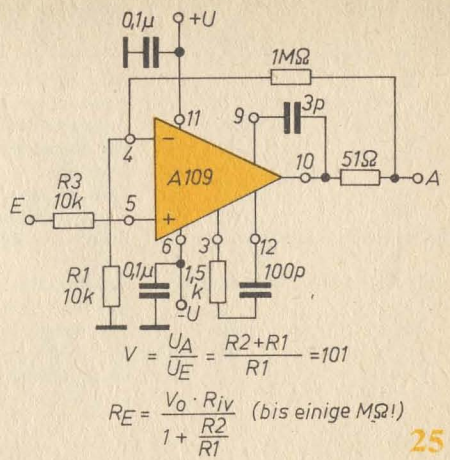 0,1μ
+U
1MΩ
3p
11
9
4
−
10
51Ω
A109
A
R3
10k
E
5
+
6
3
12
R1
10k
0,1μ
1,5
k
100p
-U
V = U_A / U_E = (R2+R1) / R1 = 101
R_E = (V_o · R_iv) / (1 + R2/R1) (bis einige MΩ!)
25